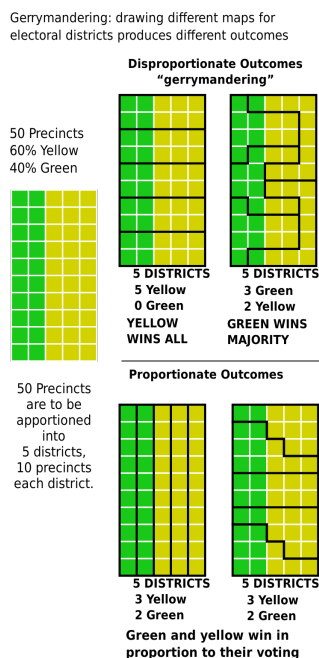 Gerrymandering: drawing different maps for
electoral districts produces different outcomes
Disproportionate Outcomes
“gerrymandering”
50 Precincts
60% Yellow
40% Green
5 DISTRICTS
5 Yellow
0 Green
YELLOW
WINS ALL
5 DISTRICTS
3 Green
2 Yellow
GREEN WINS
MAJORITY
50 Precincts
are to be
apportioned
into
5 districts,
10 precincts
each district.
Proportionate Outcomes
5 DISTRICTS
3 Yellow
2 Green
5 DISTRICTS
3 Yellow
2 Green
Green and yellow win in
proportion to their voting